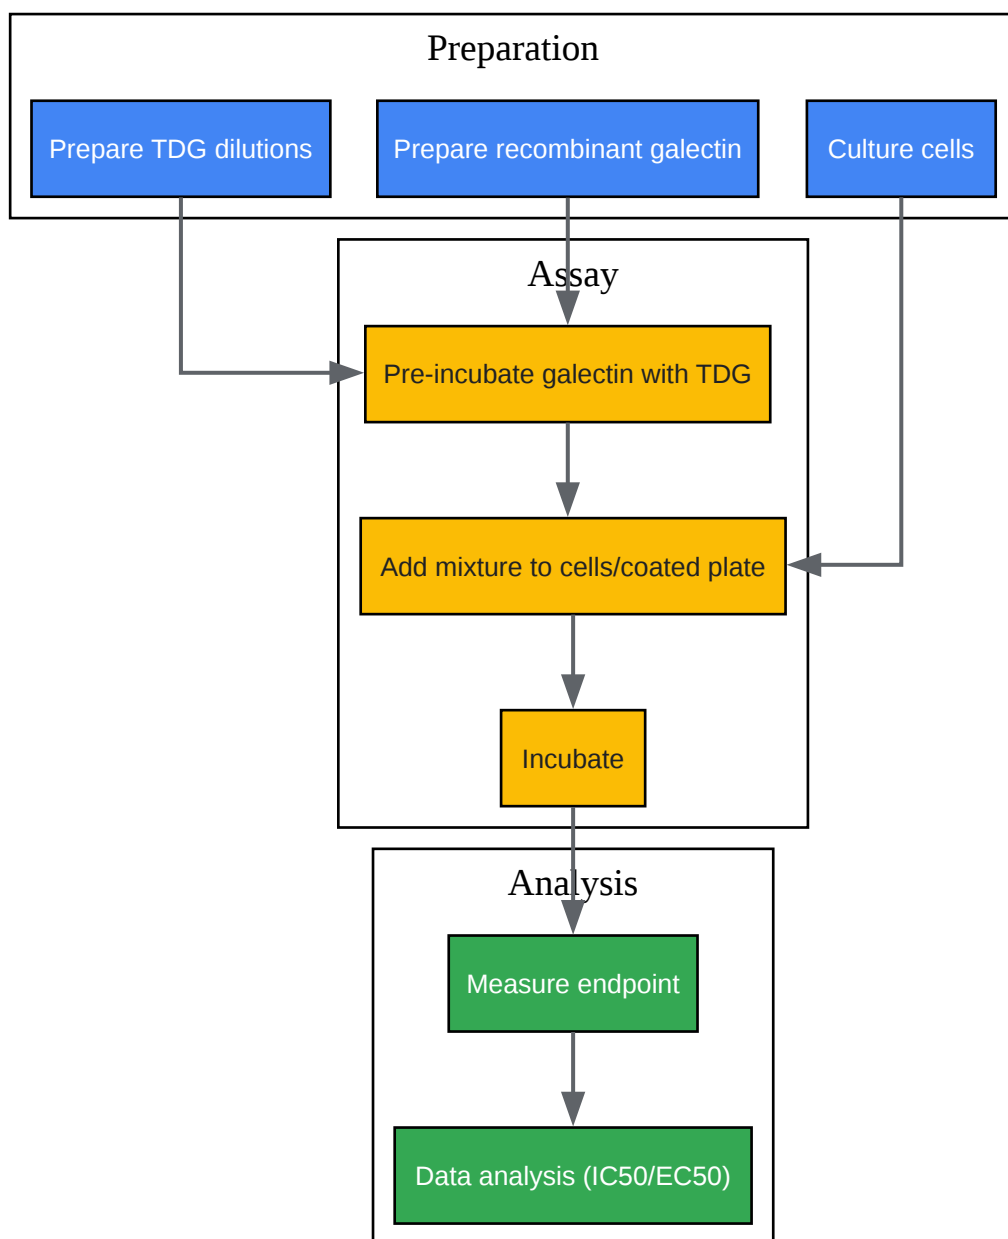 Preparation
Prepare TDG dilutions
Prepare recombinant galectin
Culture cells
Assay
Pre-incubate galectin with TDG
Add mixture to cells/coated plate
Incubate
Analysis
Measure endpoint
Data analysis (IC50/EC50)